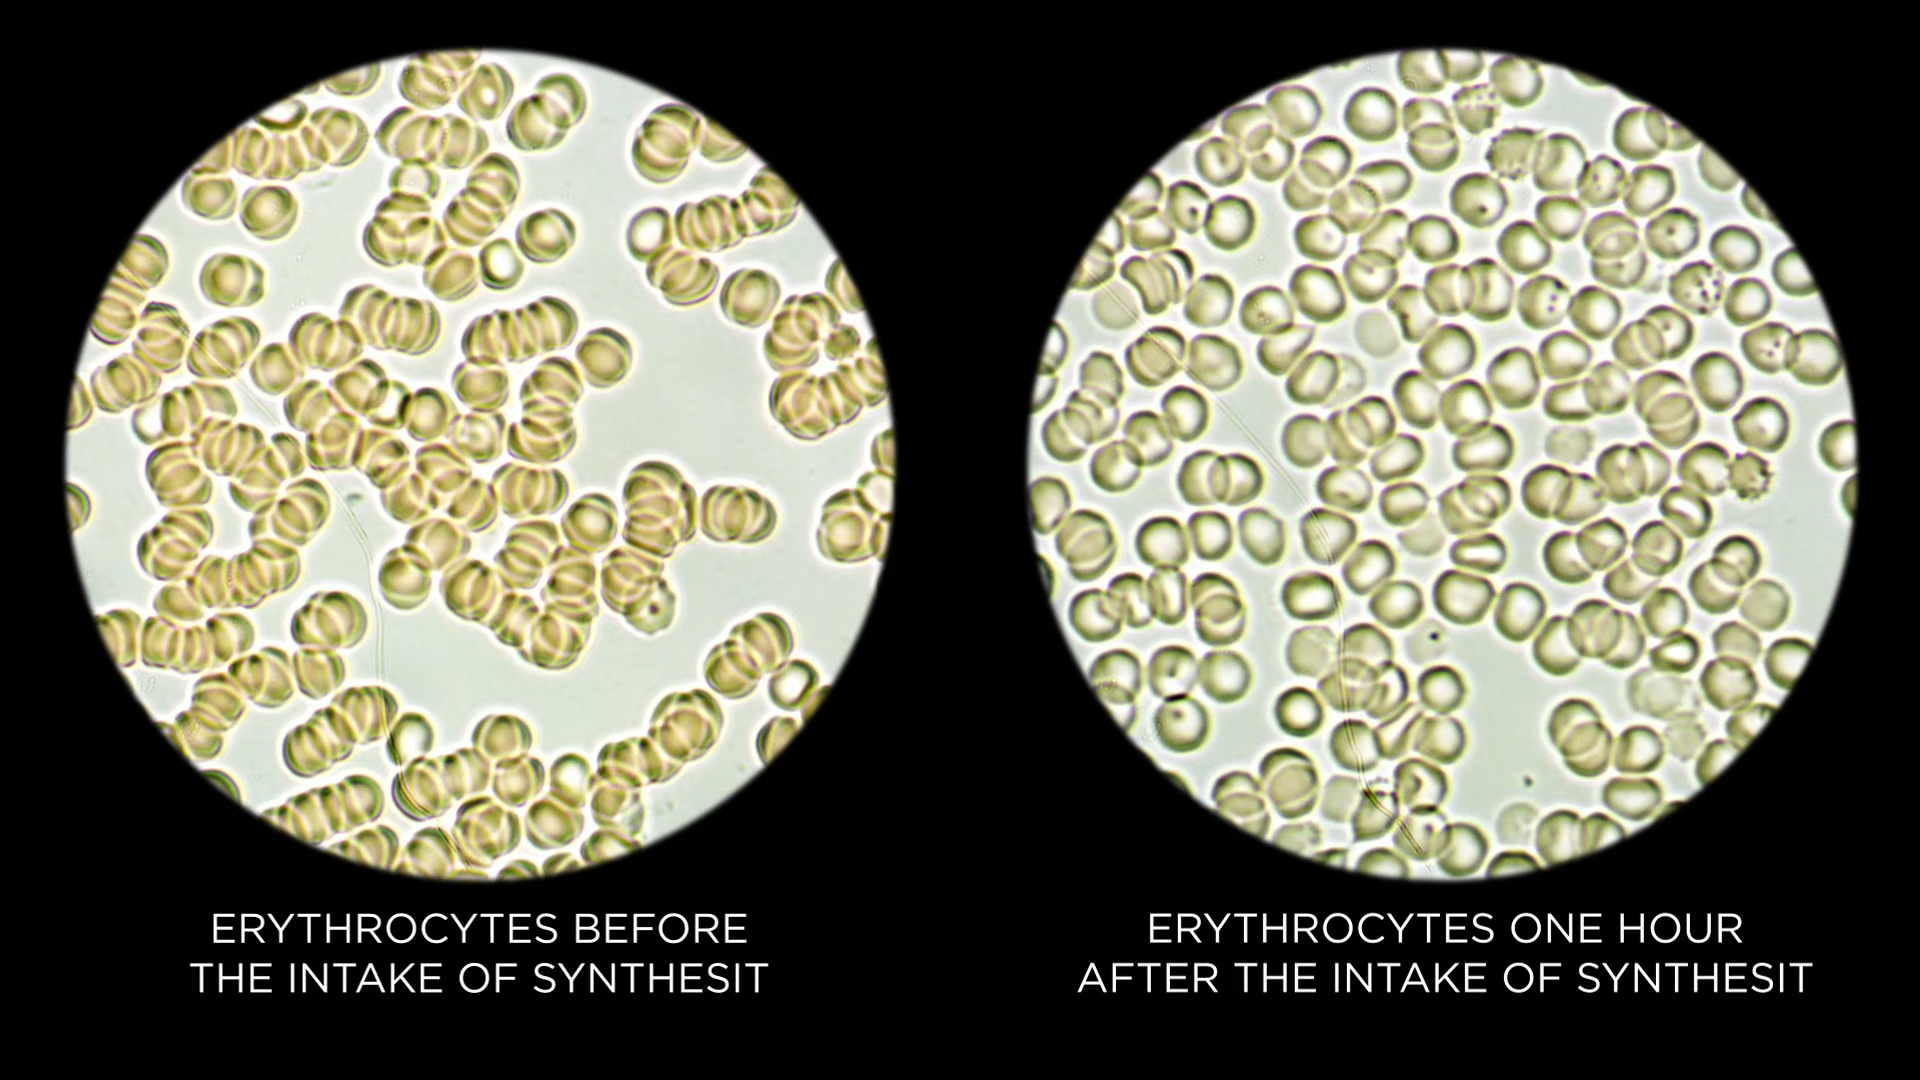 ERYTHROCYTES BEFORE
THE INTAKE OF SYNTHESIT
ERYTHROCYTES ONE HOUR
AFTER THE INTAKE OF SYNTHESIT